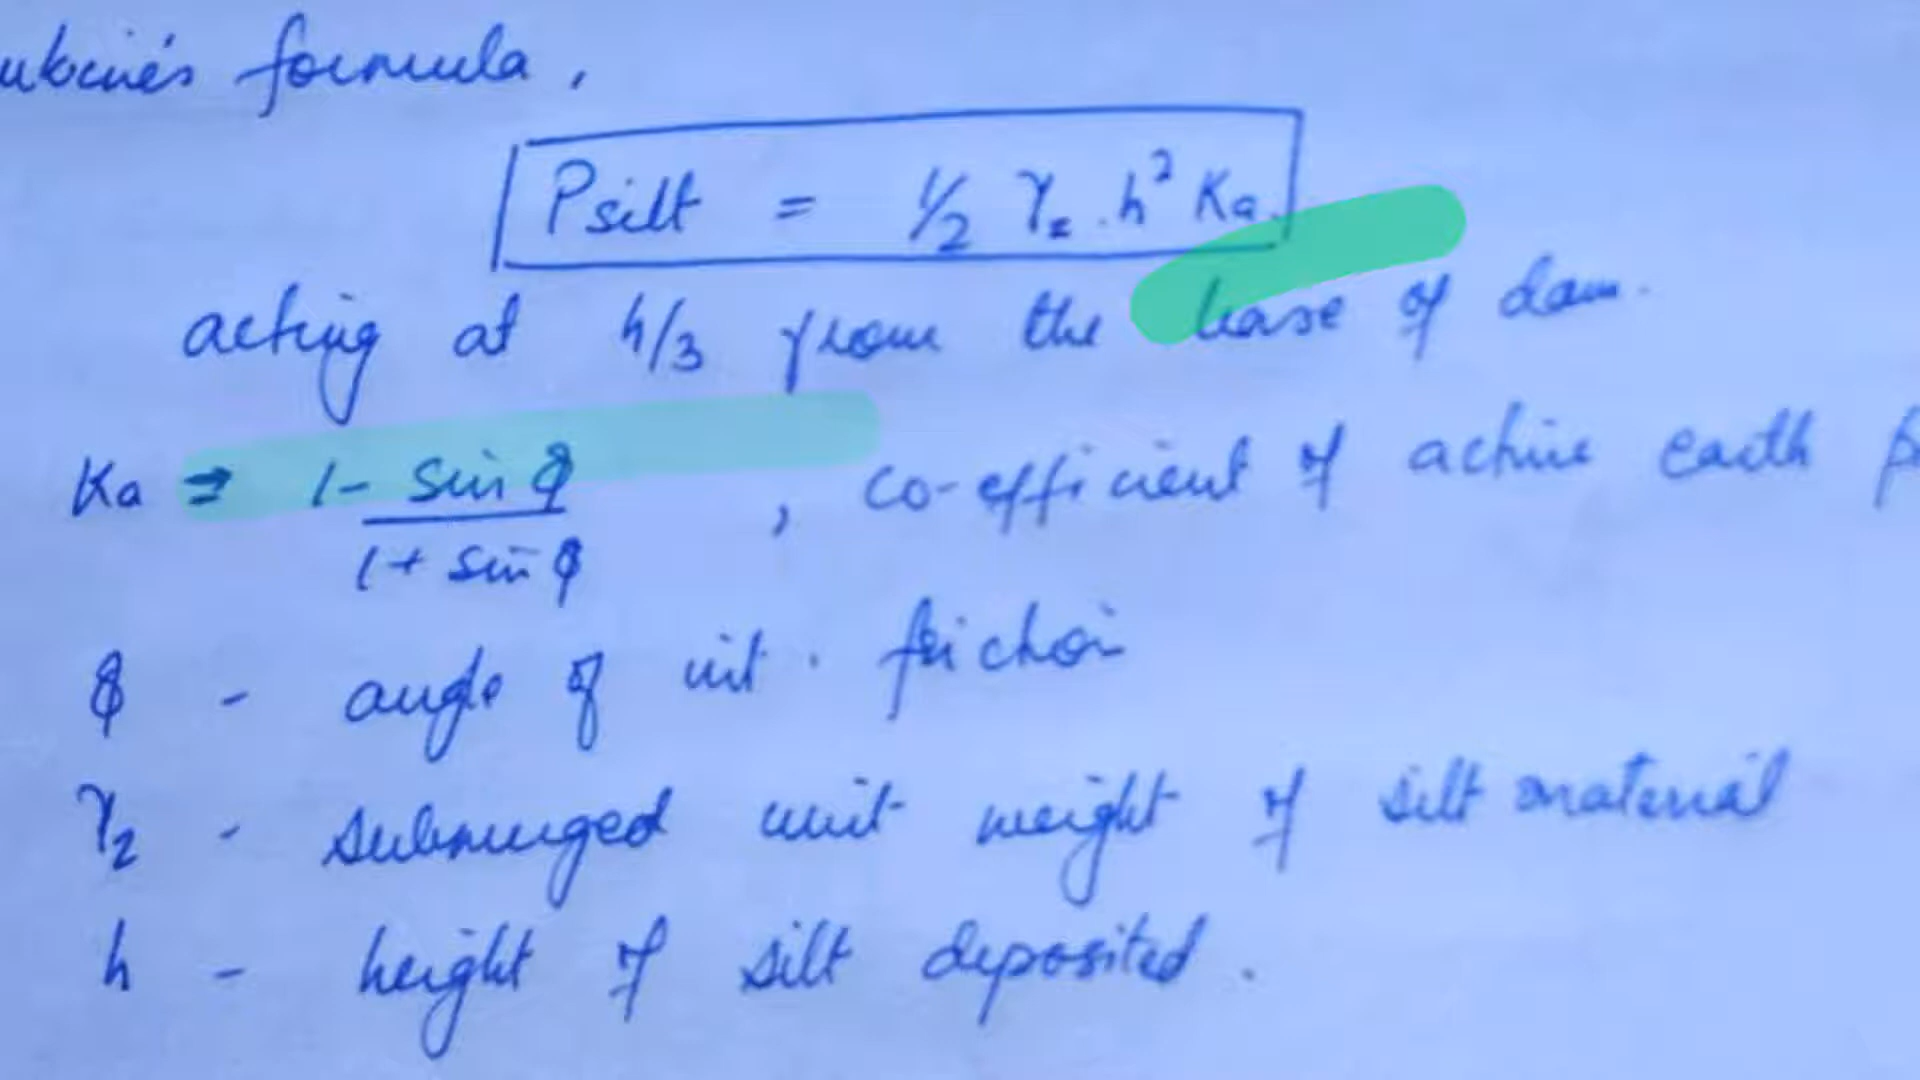 formula,
Psilt = 1/2 γ2 . h² Ka.
acting at h/3 from the base of dam.
Ka ⇒ 1 - sin φ / 1 + sin φ , co-efficient of active earth
φ - angle of int. friction
γ2 - submerged unit weight of silt material
h - height of silt deposited.